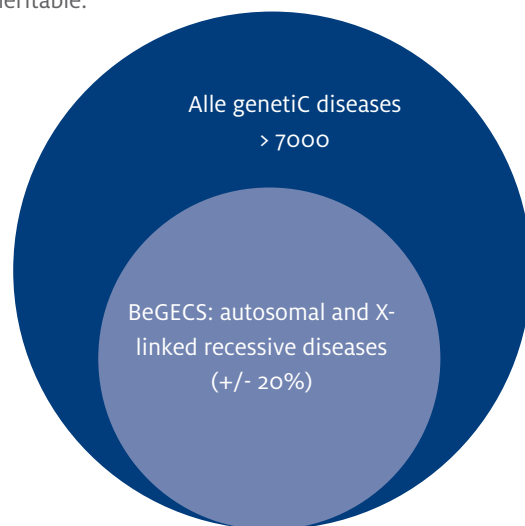 eritable.
Alle genetiC diseases
> 7000
BeGECS: autosomal and X-
linked recessive diseases
(+/- 20%)